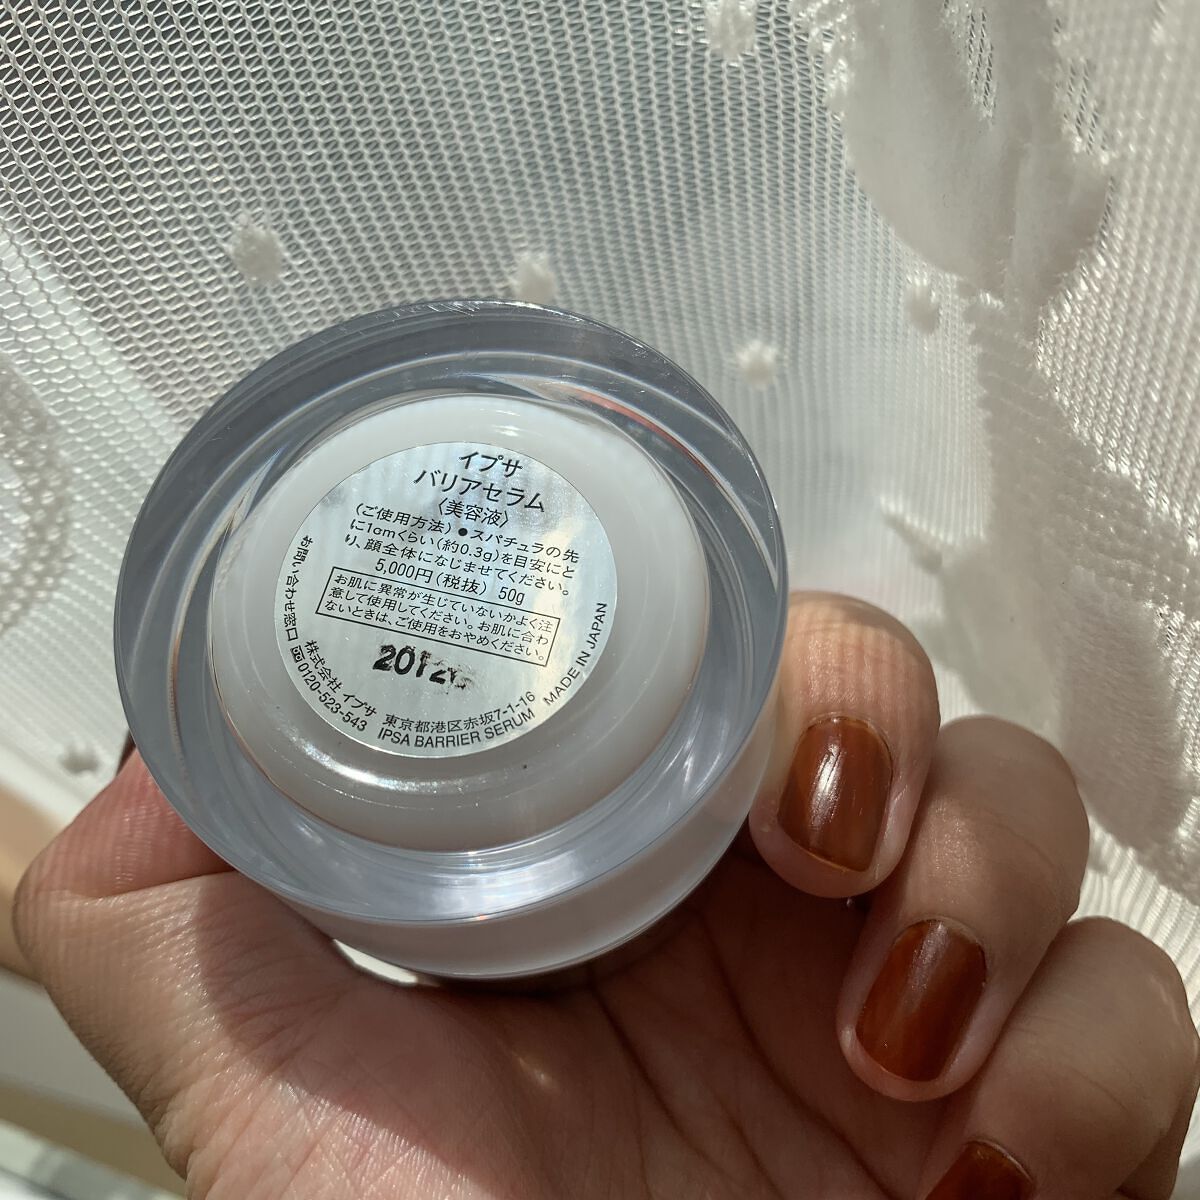 イプサ
バリアセラム
〈美容液〉
(ご使用方法)●スパチュラの先
に1cmくらい(約0.3g)を目安にと
り、顔全体になじませてください。
5,000円(税抜) 50g
お肌に異常が生じていないかよく注
意して使用してください。お肌に合わ
ないときは、ご使用をおやめください。
株式会社 イプサ 東京都港区赤坂7-1-16
お問い合わせ窓口 0120-523-543
IPSA BARRIER SERUM MADE IN JAPAN